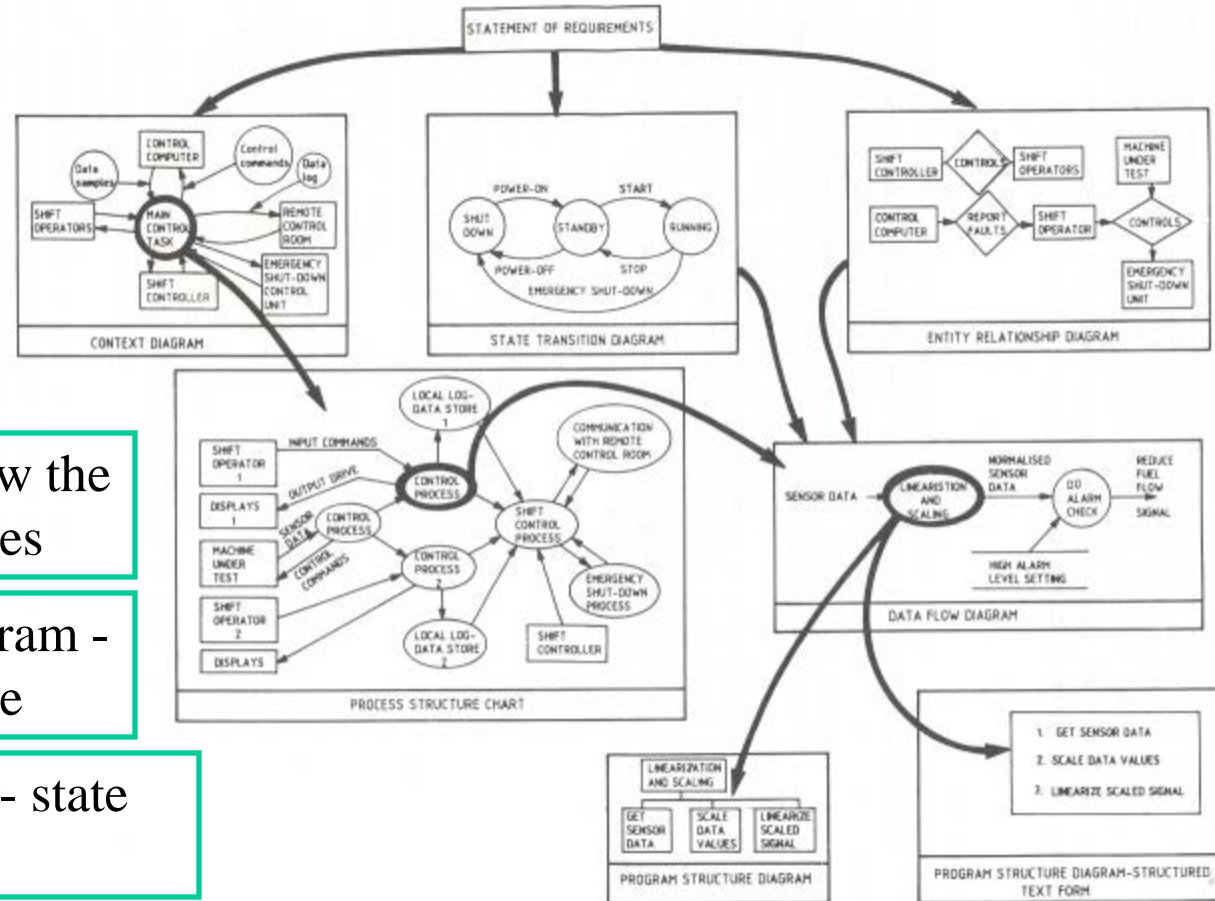 STATEMENT OF REQUIREMENTS
CONTROL
COMPUTER
Control
commands
Data
log
Data
samples
SHIFT
OPERATORS
MAIN
CONTROL
TASK
REMOTE
CONTROL
ROOM
EMERGENCY
SHUT-DOWN
CONTROL
UNIT
SHIFT
CONTROLLER
CONTEXT DIAGRAM
POWER-ON
START
SHUT
DOWN
STANDBY
RUNNING
POWER-OFF
STOP
EMERGENCY SHUT-DOWN
STATE TRANSITION DIAGRAM
SHIFT
CONTROLLER
CONTROLS
SHIFT
OPERATORS
MACHINE
UNDER
TEST
CONTROL
COMPUTER
REPORT
FAULTS
SHIFT
OPERATOR
CONTROLS
EMERGENCY
SHUT-DOWN
UNIT
ENTITY RELATIONSHIP DIAGRAM
w the
es
ram -
e
- state
LOCAL LOG-
DATA STORE
1
COMMUNICATION
WITH REMOTE
CONTROL ROOM
SHIFT
OPERATOR
1
INPUT COMMANDS
CONTROL
PROCESS
DISPLAYS
1
OUTPUT DRIVE
SENSOR
DATA
CONTROL
PROCESS
SHIFT
CONTROL
PROCESS
MACHINE
UNDER
TEST
CONTROL
COMMANDS
CONTROL
PROCESS
2
EMERGENCY
SHUT-DOWN
PROCESS
SHIFT
OPERATOR
2
DISPLAYS
LOCAL LOG-
DATA STORE
2
SHIFT
CONTROLLER
PROCESS STRUCTURE CHART
SENSOR DATA
LINEARISTION
AND
SCALING
NORMALISED
SENSOR
DATA
DO
ALARM
CHECK
REDUCE
FUEL
FLOW
SIGNAL
HIGH ALARM
LEVEL SETTING
DATA FLOW DIAGRAM
LINEARIZATION
AND SCALING
GET
SENSOR
DATA
SCALE
DATA
VALUES
LINEARIZE
SCALED
SIGNAL
PROGRAM STRUCTURE DIAGRAM
1. GET SENSOR DATA
2. SCALE DATA VALUES
3. LINEARIZE SCALED SIGNAL
PROGRAM STRUCTURE DIAGRAM-STRUCTURED
TEXT FORM